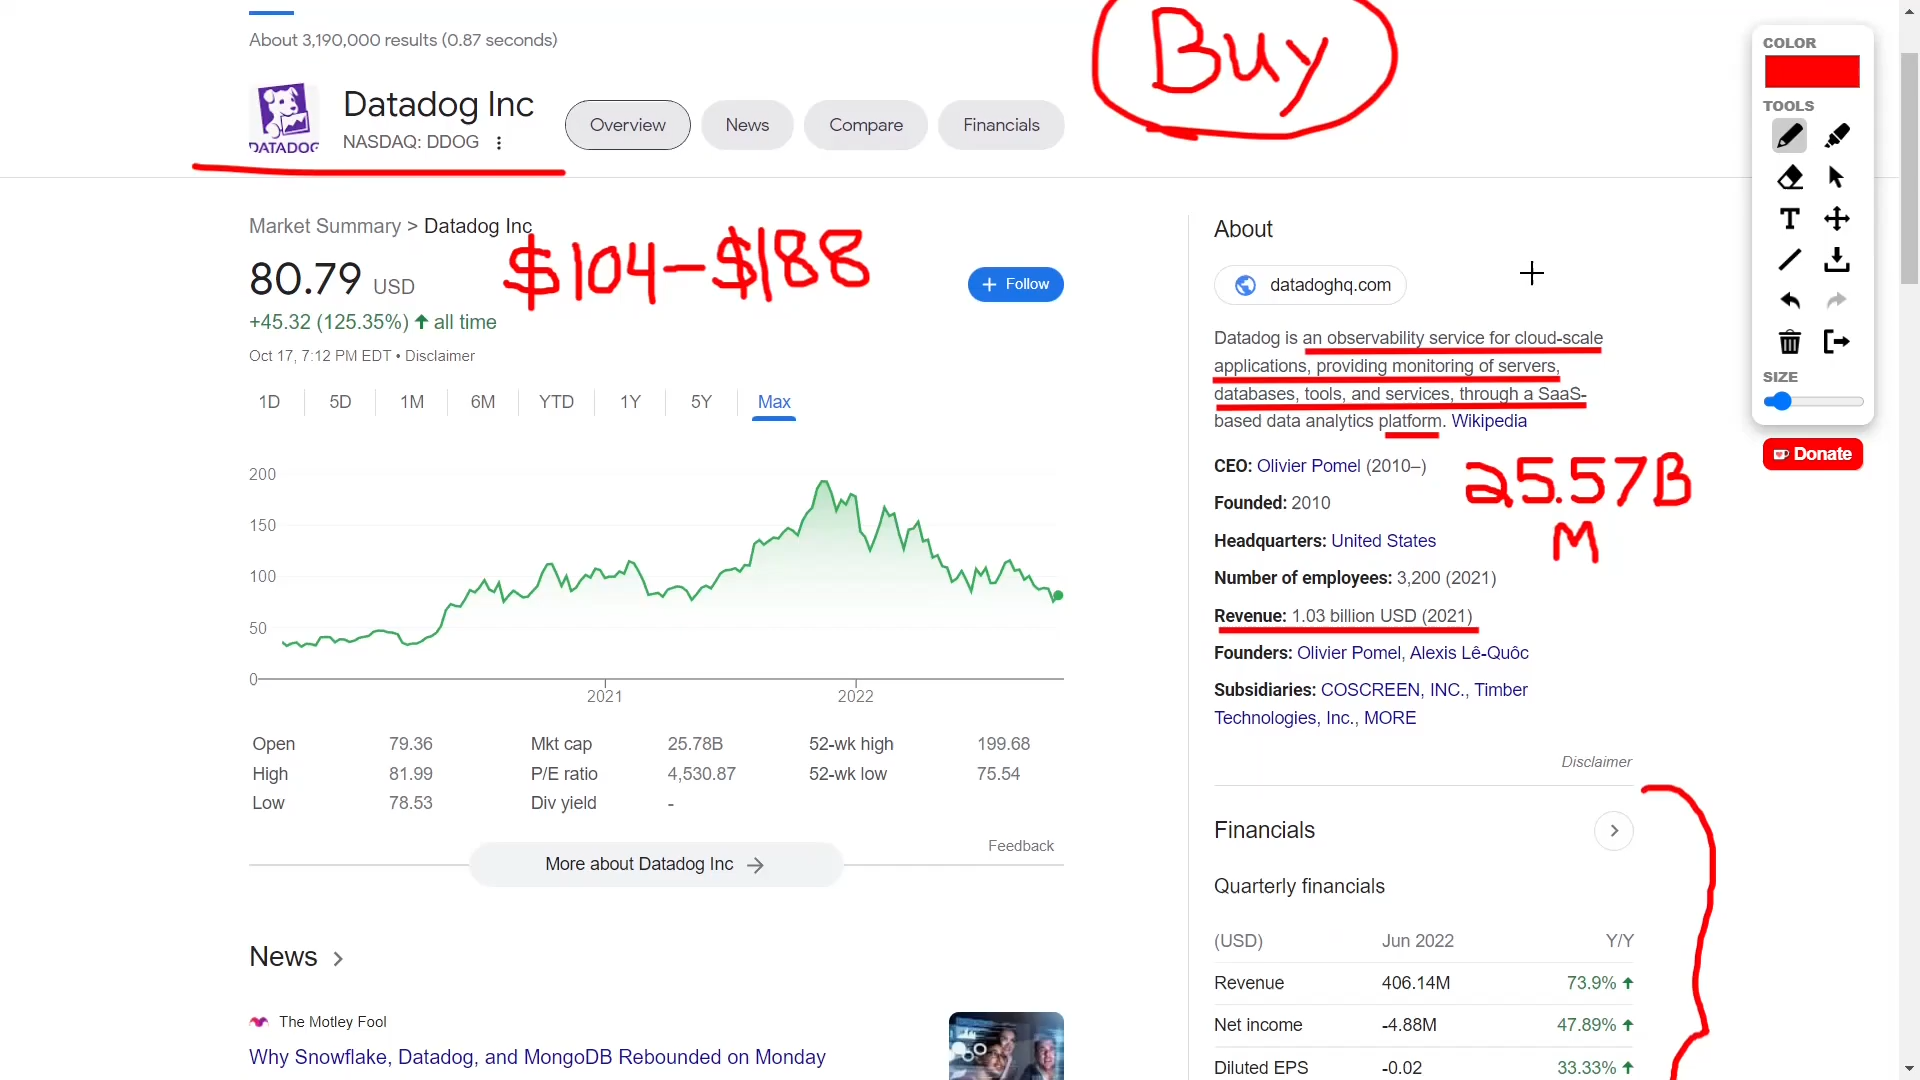 About 3,190,000 results (0.87 seconds)
Buy
DATADOG
Datadog Inc
NASDAQ: DDOG
Overview
News
Compare
Financials
Market Summary > Datadog Inc
80.79 USD
$104-$188
+ Follow
+45.32 (125.35%) ↑ all time
Oct 17, 7:12 PM EDT • Disclaimer
1D 5D 1M 6M YTD 1Y 5Y Max
200
150
100
50
0
2021 2022
Open 79.36 Mkt cap 25.78B 52-wk high 199.68
High 81.99 P/E ratio 4,530.87 52-wk low 75.54
Low 78.53 Div yield -
Feedback
More about Datadog Inc →
News >
The Motley Fool
Why Snowflake, Datadog, and MongoDB Rebounded on Monday
About
datadoghq.com
Datadog is an observability service for cloud-scale
applications, providing monitoring of servers,
databases, tools, and services, through a SaaS-
based data analytics platform. Wikipedia
CEO: Olivier Pomel (2010–)
25.57B
M
Founded: 2010
Headquarters: United States
Number of employees: 3,200 (2021)
Revenue: 1.03 billion USD (2021)
Founders: Olivier Pomel, Alexis Lê-Quôc
Subsidiaries: COSCREEN, INC., Timber
Technologies, Inc., MORE
Disclaimer
Financials
Quarterly financials
(USD) Jun 2022 Y/Y
Revenue 406.14M 73.9% ↑
Net income -4.88M 47.89% ↑
Diluted EPS -0.02 33.33% ↑
COLOR
TOOLS
T
SIZE
Donate